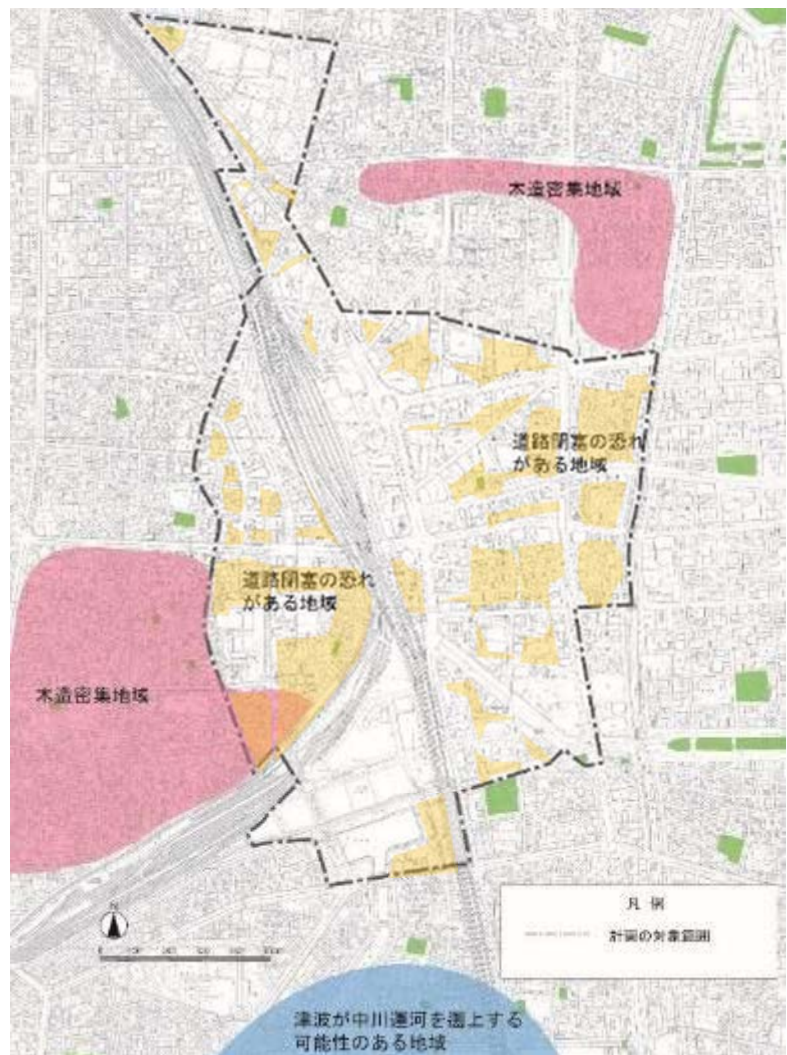 木造密集地域
道路閉塞の恐れ
がある地域
道路閉塞の恐れ
がある地域
木造密集地域
凡 例
計画の対象範囲
N
津波が中川運河を遡上する
可能性のある地域